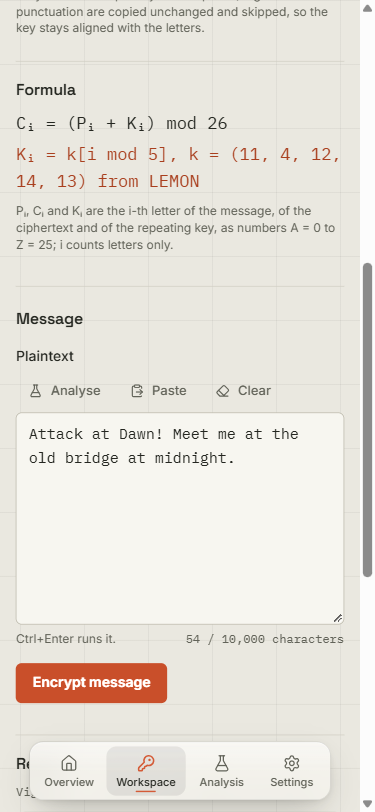 punctuation are copied unchanged and skipped, so the
key stays aligned with the letters.
Formula
Cᵢ = (Pᵢ + Kᵢ) mod 26
Kᵢ = k[i mod 5], k = (11, 4, 12,
14, 13) from LEMON
Pᵢ, Cᵢ and Kᵢ are the i-th letter of the message, of the
ciphertext and of the repeating key, as numbers A = 0 to
Z = 25; i counts letters only.
Message
Plaintext
Analyse Paste Clear
Attack at Dawn! Meet me at the
old bridge at midnight.
Ctrl+Enter runs it. 54 / 10,000 characters
Encrypt message
Overview Workspace Analysis Settings